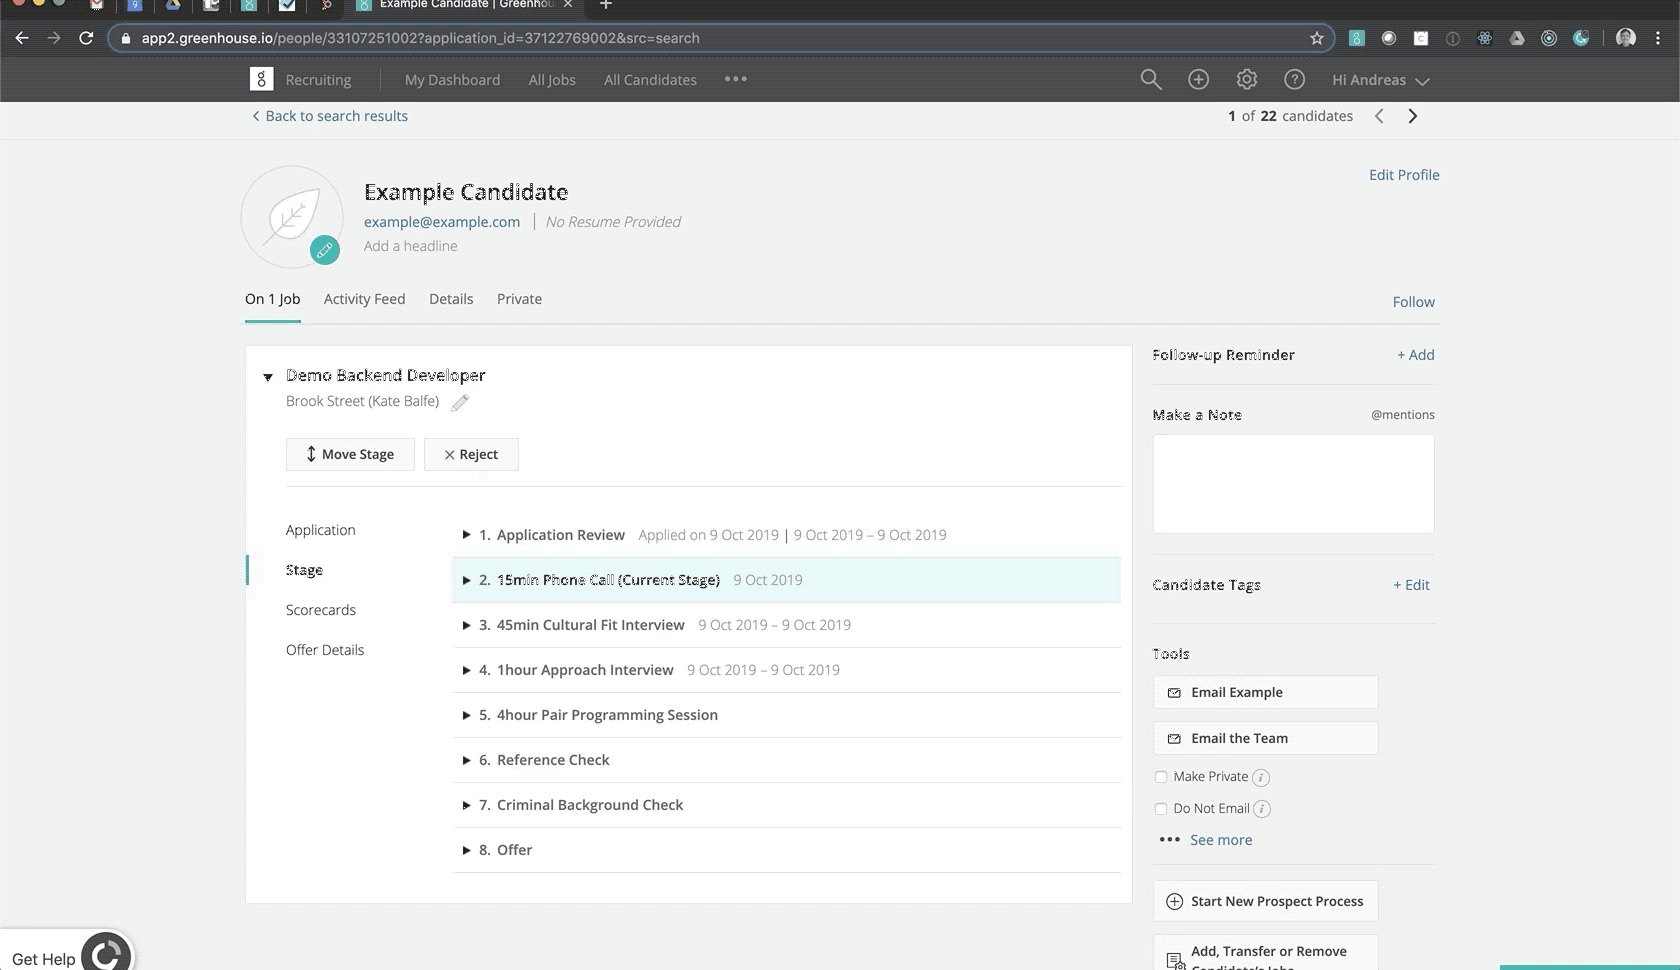 Example Candidate | Greenhou
app2.greenhouse.io/people/33107251002?application_id=37122769002&src=search
Recruiting My Dashboard All Jobs All Candidates ••• Hi Andreas
Back to search results 1 of 22 candidates
Example Candidate Edit Profile
example@example.com | No Resume Provided
Add a headline
On 1 Job Activity Feed Details Private Follow
Demo Backend Developer
Brook Street (Kate Balfe)
Move Stage Reject
Application
Stage
Scorecards
Offer Details
1. Application Review Applied on 9 Oct 2019 | 9 Oct 2019 – 9 Oct 2019
2. 15min Phone Call (Current Stage) 9 Oct 2019
3. 45min Cultural Fit Interview 9 Oct 2019 – 9 Oct 2019
4. 1hour Approach Interview 9 Oct 2019 – 9 Oct 2019
5. 4hour Pair Programming Session
6. Reference Check
7. Criminal Background Check
8. Offer
Follow-up Reminder + Add
Make a Note @mentions
Candidate Tags + Edit
Tools
Email Example
Email the Team
Make Private i
Do Not Email i
••• See more
Start New Prospect Process
Add, Transfer or Remove
Candidate's Jobs
Get Help